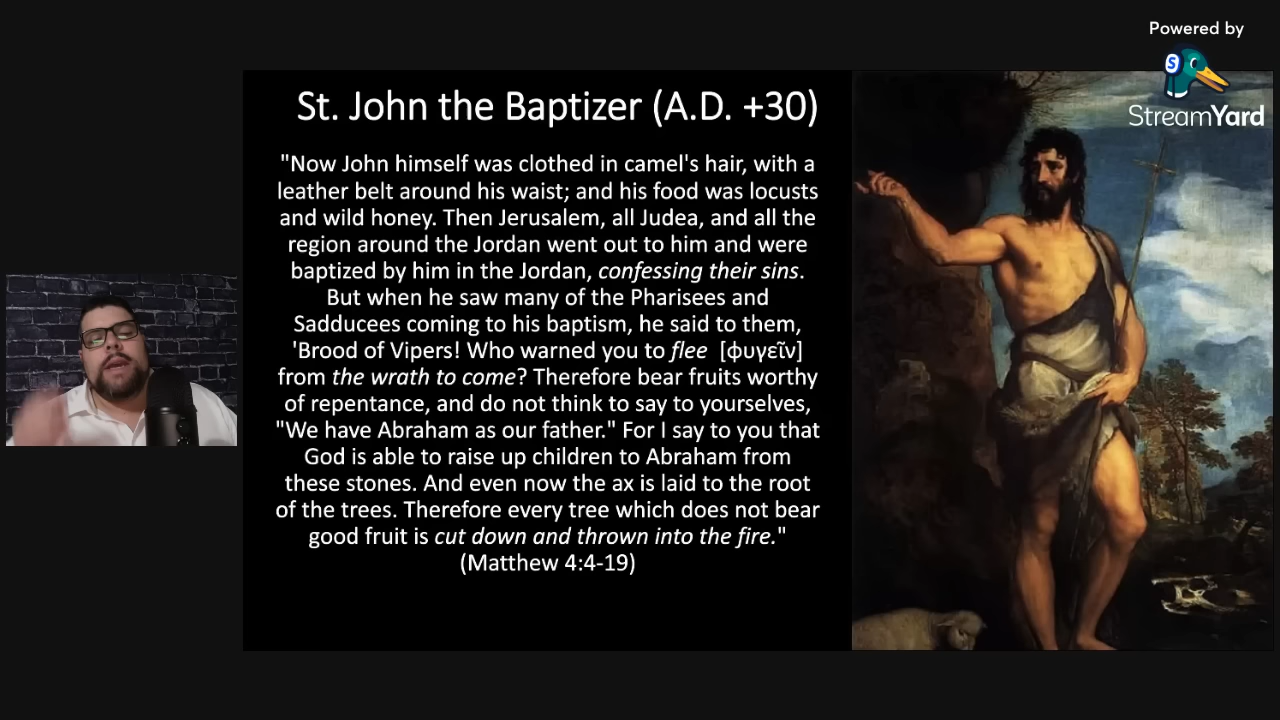 Powered by
StreamYard
St. John the Baptizer (A.D. +30)
"Now John himself was clothed in camel's hair, with a
leather belt around his waist; and his food was locusts
and wild honey. Then Jerusalem, all Judea, and all the
region around the Jordan went out to him and were
baptized by him in the Jordan, confessing their sins.
But when he saw many of the Pharisees and
Sadducees coming to his baptism, he said to them,
'Brood of Vipers! Who warned you to flee [φυγεῖν]
from the wrath to come? Therefore bear fruits worthy
of repentance, and do not think to say to yourselves,
"We have Abraham as our father." For I say to you that
God is able to raise up children to Abraham from
these stones. And even now the ax is laid to the root
of the trees. Therefore every tree which does not bear
good fruit is cut down and thrown into the fire."
(Matthew 4:4-19)